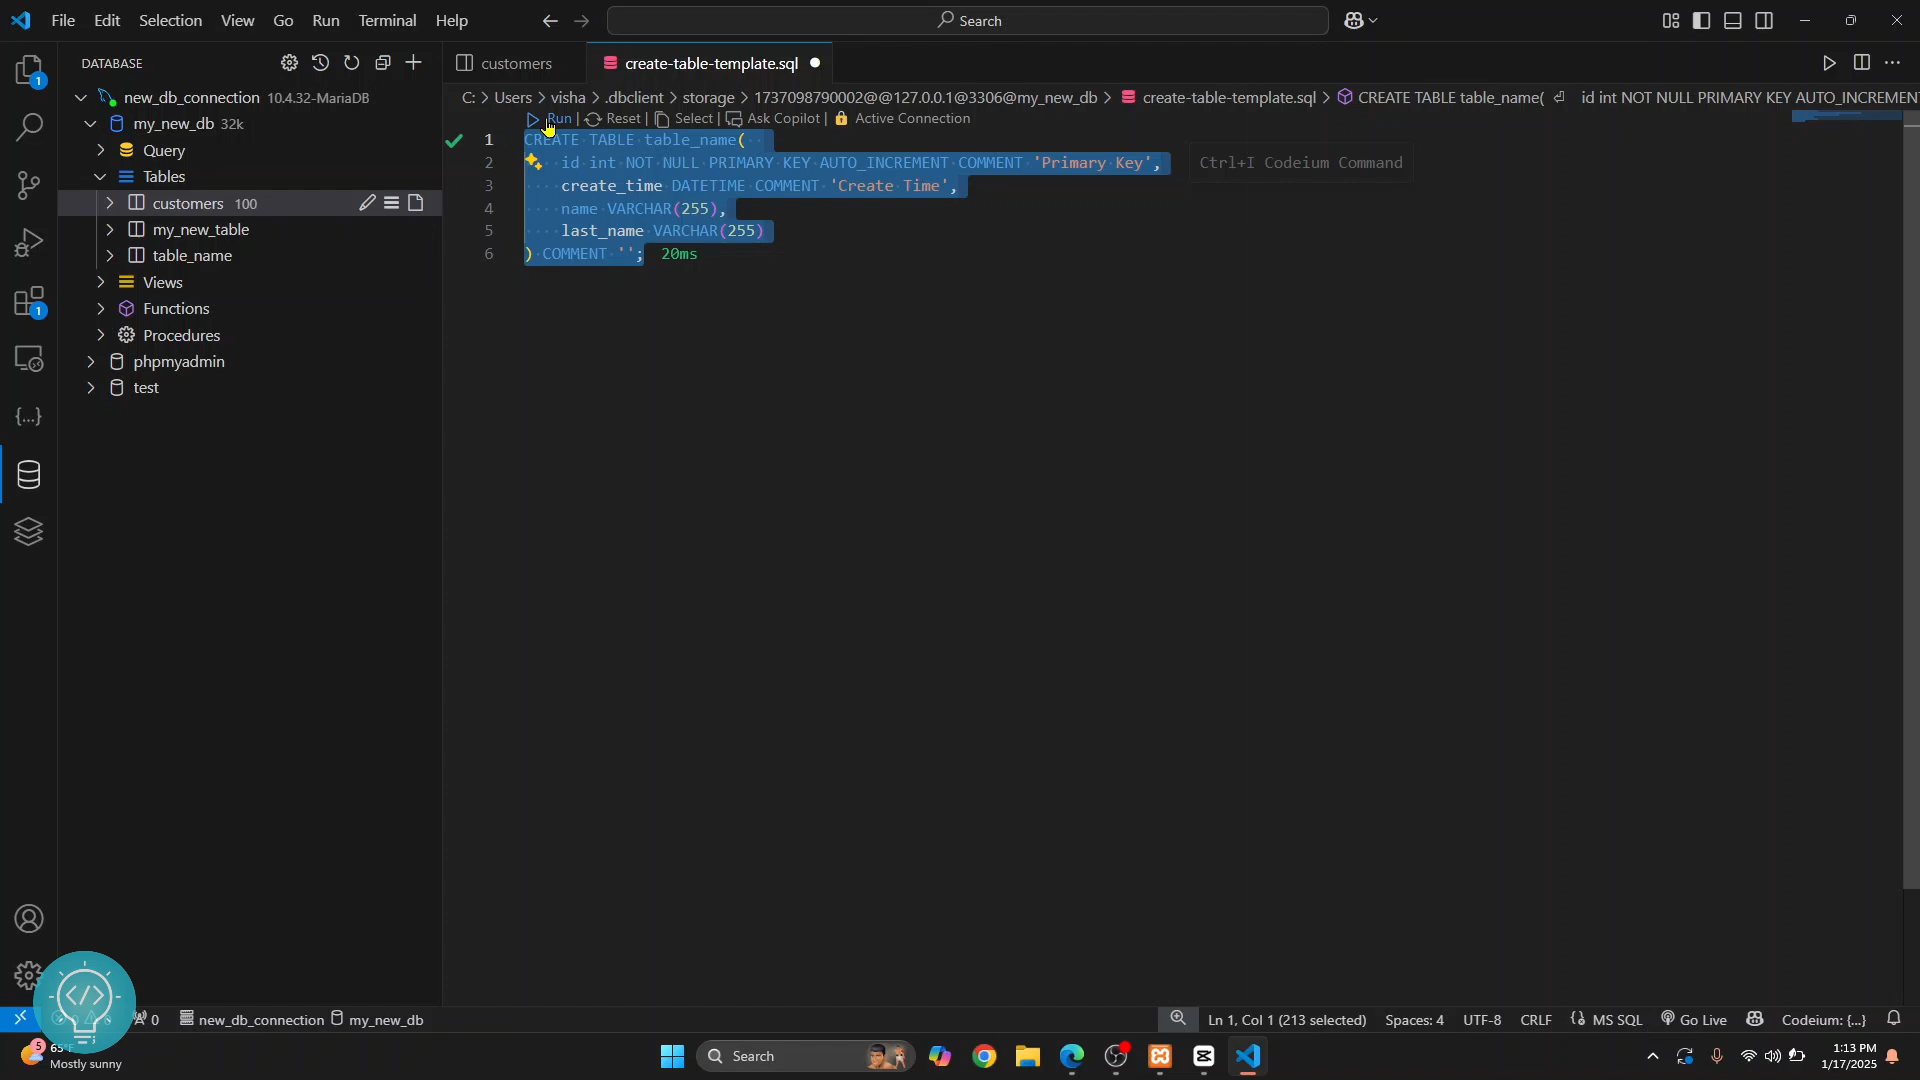 File Edit Selection View Go Run Terminal Help
Search
DATABASE
customers
create-table-template.sql
new_db_connection 10.4.32-MariaDB
C: > Users > visha > .dbclient > storage > 1737098790002@@127.0.0.1@3306@my_new_db > create-table-template.sql > CREATE TABLE table_name( id int NOT NULL PRIMARY KEY AUTO_INCREMENT
my_new_db 32k
Run | Reset | Select | Ask Copilot | Active Connection
Query
Tables
customers 100
my_new_table
table_name
Views
Functions
Procedures
phpmyadmin
test
1 CREATE TABLE table_name(
2 id int NOT NULL PRIMARY KEY AUTO_INCREMENT COMMENT 'Primary Key',
Ctrl+I Codeium Command
3 create_time DATETIME COMMENT 'Create Time',
4 name VARCHAR(255),
5 last_name VARCHAR(255)
6 ) COMMENT ''; 20ms
1
1
0 new_db_connection my_new_db
Ln 1, Col 1 (213 selected) Spaces: 4 UTF-8 CRLF MS SQL Go Live Codeium: {...}
5
65°F
Mostly sunny
Search
1:13 PM
1/17/2025